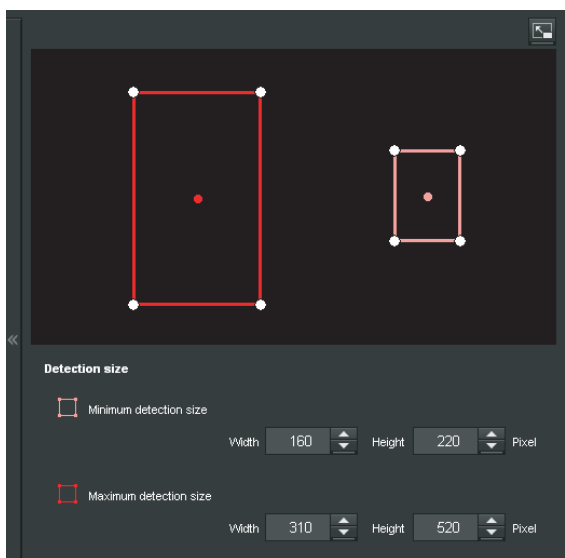 Detection size
Minimum detection size
Width 160 Height 220 Pixel
Maximum detection size
Width 310 Height 520 Pixel